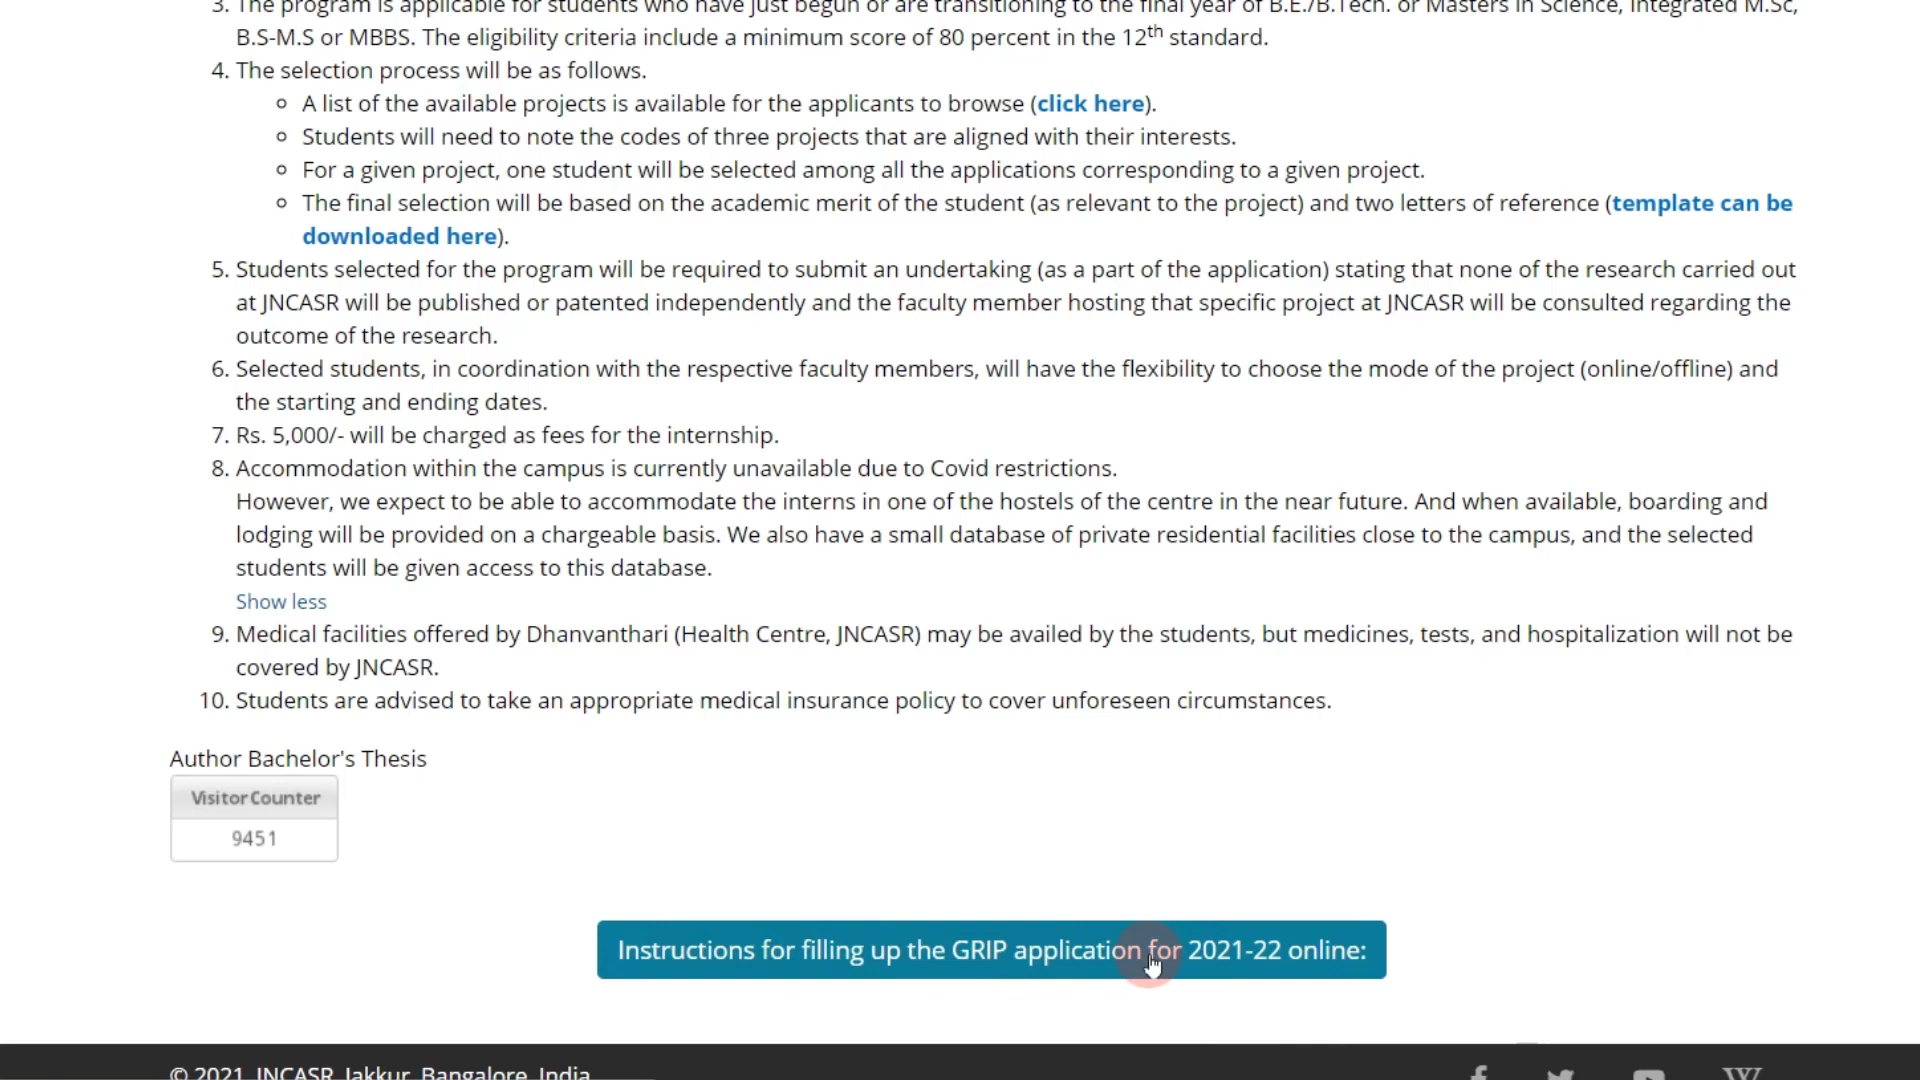 3. The program is applicable for students who have just begun or are transitioning to the final year of B.E./B.Tech. or Masters in Science, Integrated M.Sc,
B.S-M.S or MBBS. The eligibility criteria include a minimum score of 80 percent in the 12th standard.
4. The selection process will be as follows.
○ A list of the available projects is available for the applicants to browse (click here).
○ Students will need to note the codes of three projects that are aligned with their interests.
○ For a given project, one student will be selected among all the applications corresponding to a given project.
○ The final selection will be based on the academic merit of the student (as relevant to the project) and two letters of reference (template can be
downloaded here).
5. Students selected for the program will be required to submit an undertaking (as a part of the application) stating that none of the research carried out
at JNCASR will be published or patented independently and the faculty member hosting that specific project at JNCASR will be consulted regarding the
outcome of the research.
6. Selected students, in coordination with the respective faculty members, will have the flexibility to choose the mode of the project (online/offline) and
the starting and ending dates.
7. Rs. 5,000/- will be charged as fees for the internship.
8. Accommodation within the campus is currently unavailable due to Covid restrictions.
However, we expect to be able to accommodate the interns in one of the hostels of the centre in the near future. And when available, boarding and
lodging will be provided on a chargeable basis. We also have a small database of private residential facilities close to the campus, and the selected
students will be given access to this database.
Show less
9. Medical facilities offered by Dhanvanthari (Health Centre, JNCASR) may be availed by the students, but medicines, tests, and hospitalization will not be
covered by JNCASR.
10. Students are advised to take an appropriate medical insurance policy to cover unforeseen circumstances.
Author Bachelor's Thesis
Visitor Counter
9451
Instructions for filling up the GRIP application for 2021-22 online:
© 2021, JNCASR, Jakkur, Bangalore, India